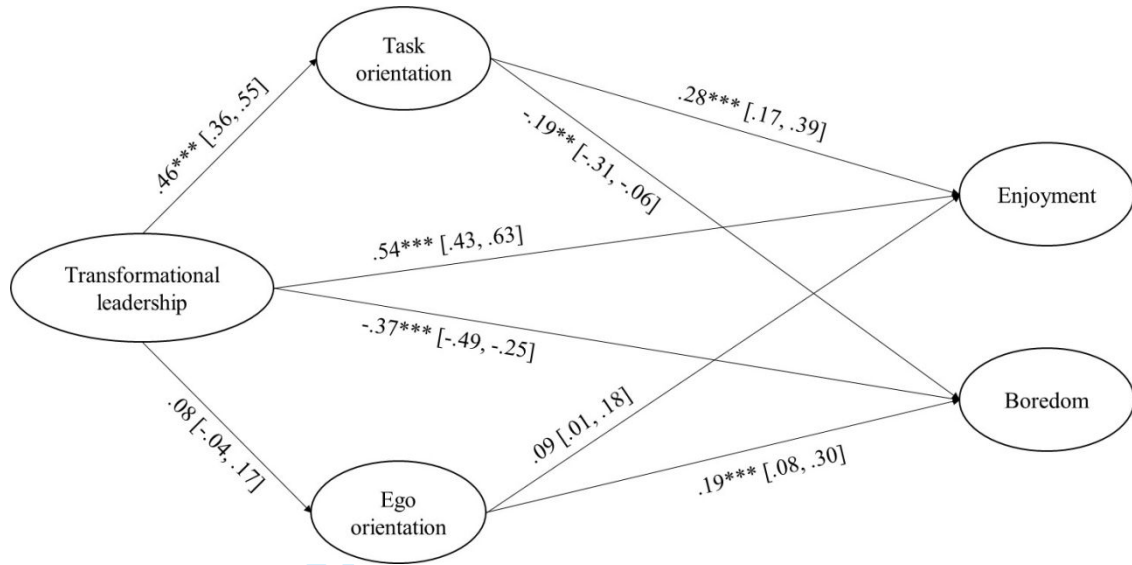 Task
orientation
.46*** [.36, .55]
.28*** [.17, .39]
-.19** [-.31, -.06]
Enjoyment
.54*** [.43, .63]
Transformational
leadership
-.37*** [-.49, -.25]
.08 [-.04, .17]
.09 [.01, .18]
Boredom
.19*** [.08, .30]
Ego
orientation